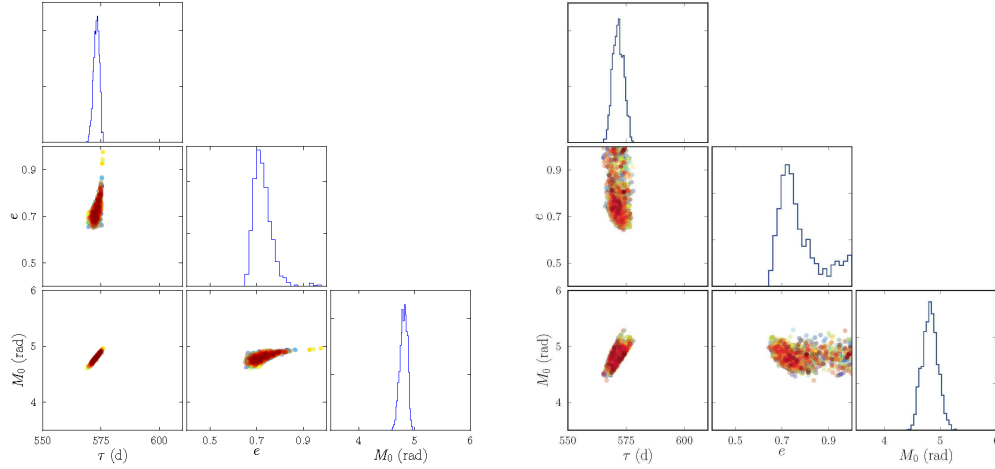 0.9 0.9
e 0.7 e 0.7
0.5 0.5
6 6
M₀ (rad) 5 M₀ (rad) 5
4 4
550 575 600 0.5 0.7 0.9 4 5 6 550 575 600 0.5 0.7 0.9 4 5 6
τ (d) e M₀ (rad) τ (d) e M₀ (rad)